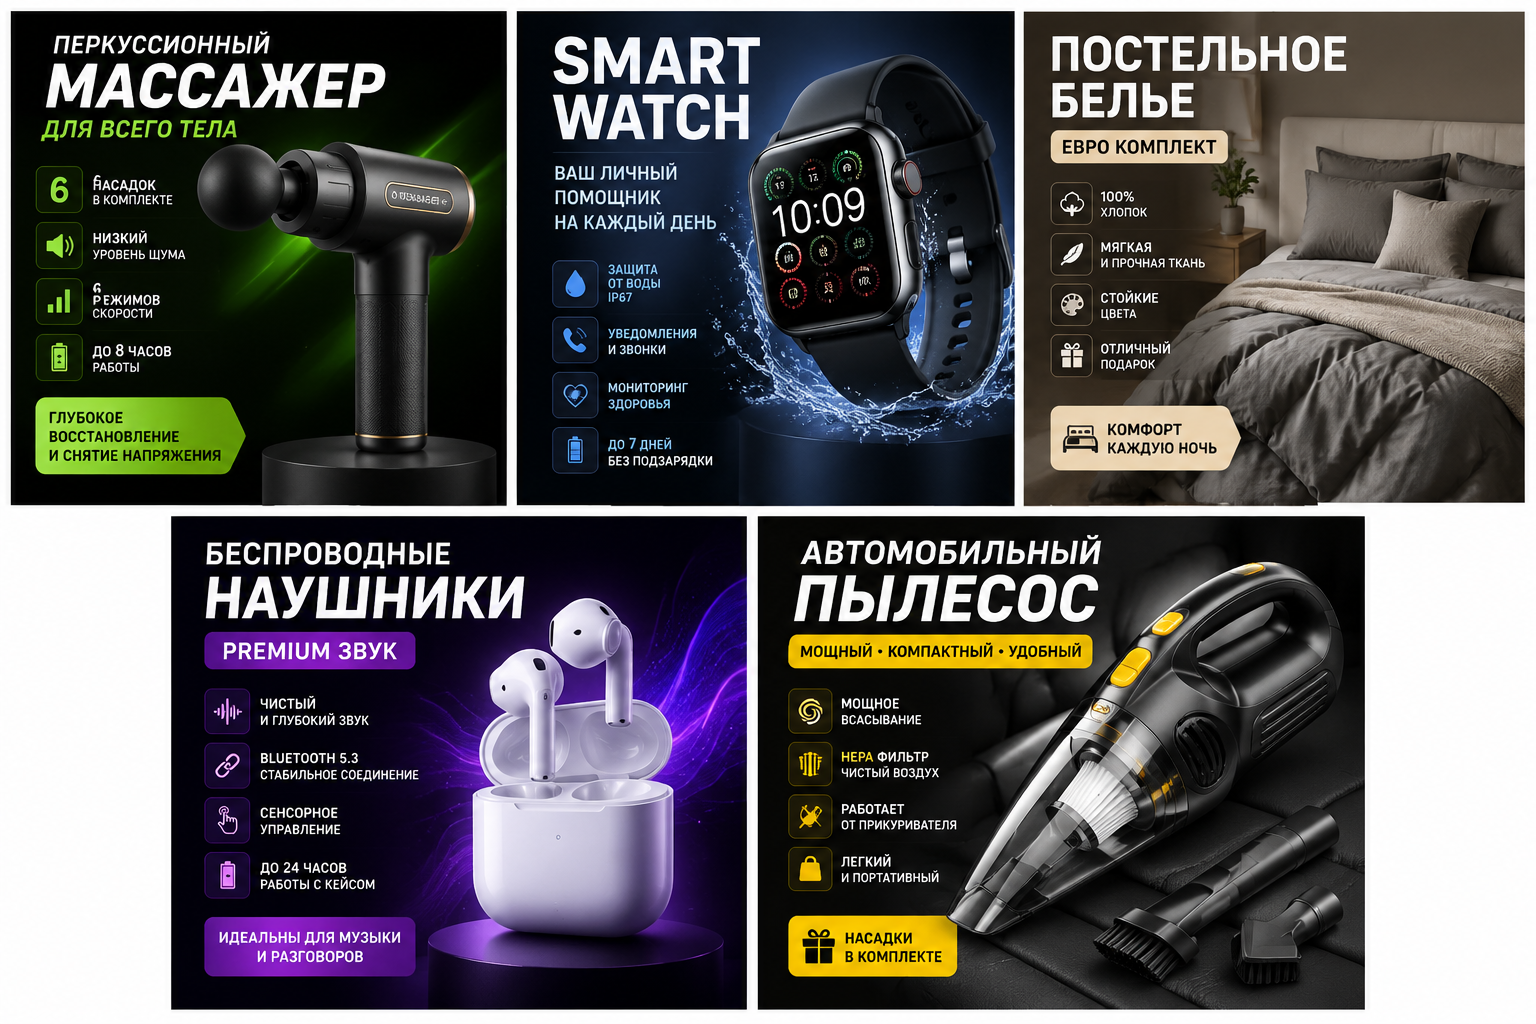 ПЕРКУССИОННЫЙ
МАССАЖЕР
ДЛЯ ВСЕГО ТЕЛА
6
НАСАДОК
В КОМПЛЕКТЕ
НИЗКИЙ
УРОВЕНЬ ШУМА
6
РЕЖИМОВ
СКОРОСТИ
ДО 8 ЧАСОВ
РАБОТЫ
ГЛУБОКОЕ
ВОССТАНОВЛЕНИЕ
И СНЯТИЕ НАПРЯЖЕНИЯ
SMART
WATCH
ВАШ ЛИЧНЫЙ
ПОМОЩНИК
НА КАЖДЫЙ ДЕНЬ
10:09
ЗАЩИТА
ОТ ВОДЫ
IP67
УВЕДОМЛЕНИЯ
И ЗВОНКИ
МОНИТОРИНГ
ЗДОРОВЬЯ
ДО 7 ДНЕЙ
БЕЗ ПОДЗАРЯДКИ
ПОСТЕЛЬНОЕ
БЕЛЬЕ
ЕВРО КОМПЛЕКТ
100%
ХЛОПОК
МЯГКАЯ
И ПРОЧНАЯ ТКАНЬ
СТОЙКИЕ
ЦВЕТА
ОТЛИЧНЫЙ
ПОДАРОК
КОМФОРТ
КАЖДУЮ НОЧЬ
БЕСПРОВОДНЫЕ
НАУШНИКИ
PREMIUM ЗВУК
ЧИСТЫЙ
И ГЛУБОКИЙ ЗВУК
BLUETOOTH 5.3
СТАБИЛЬНОЕ СОЕДИНЕНИЕ
СЕНСОРНОЕ
УПРАВЛЕНИЕ
ДО 24 ЧАСОВ
РАБОТЫ С КЕЙСОМ
ИДЕАЛЬНЫ ДЛЯ МУЗЫКИ
И РАЗГОВОРОВ
АВТОМОБИЛЬНЫЙ
ПЫЛЕСОС
МОЩНЫЙ • КОМПАКТНЫЙ • УДОБНЫЙ
МОЩНОЕ
ВСАСЫВАНИЕ
HEPA ФИЛЬТР
ЧИСТЫЙ ВОЗДУХ
РАБОТАЕТ
ОТ ПРИКУРИВАТЕЛЯ
ЛЕГКИЙ
И ПОРТАТИВНЫЙ
НАСАДКИ
В КОМПЛЕКТЕ